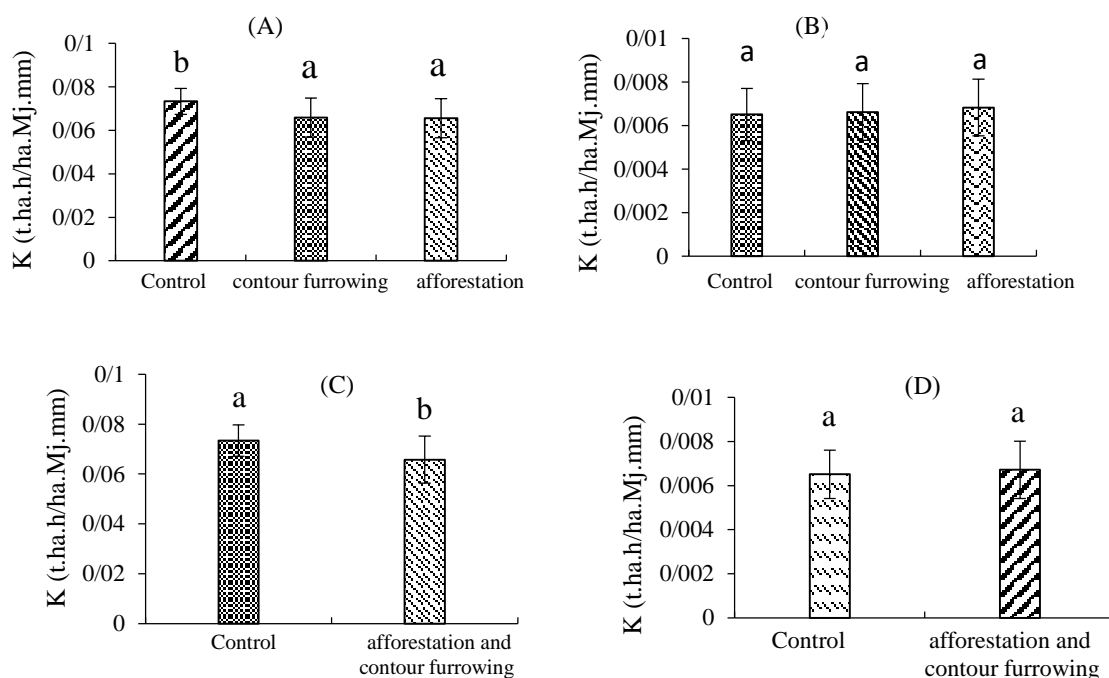 (A)
K (t.ha.h/ha.Mj.mm)
0/1
0/08
0/06
0/04
0/02
0
b
a
a
Control
contour furrowing
afforestation
(B)
K (t.ha.h/ha.Mj.mm)
0/01
0/008
0/006
0/004
0/002
0
a
a
a
Control
contour furrowing
afforestation
(C)
K (t.ha.h/ha.Mj.mm)
0/1
0/08
0/06
0/04
0/02
0
a
b
Control
afforestation and
contour furrowing
(D)
K (t.ha.h/ha.Mj.mm)
0/01
0/008
0/006
0/004
0/002
0
a
a
Control
afforestation and
contour furrowing